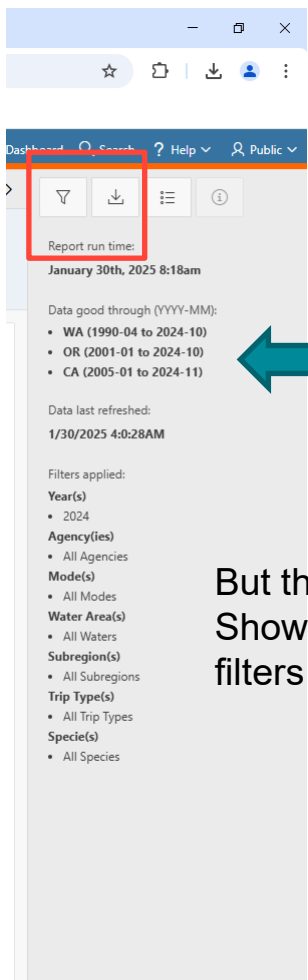 Dashboard Search ? Help Public
Report run time:
January 30th, 2025 8:18am
Data good through (YYYY-MM):
• WA (1990-04 to 2024-10)
• OR (2001-01 to 2024-10)
• CA (2005-01 to 2024-11)
Data last refreshed:
1/30/2025 4:0:28AM
Filters applied:
Year(s)
• 2024
Agency(ies)
• All Agencies
Mode(s)
• All Modes
Water Area(s)
• All Waters
Subregion(s)
• All Subregions
Trip Type(s)
• All Trip Types
Specie(s)
• All Species
But th
Show
filters